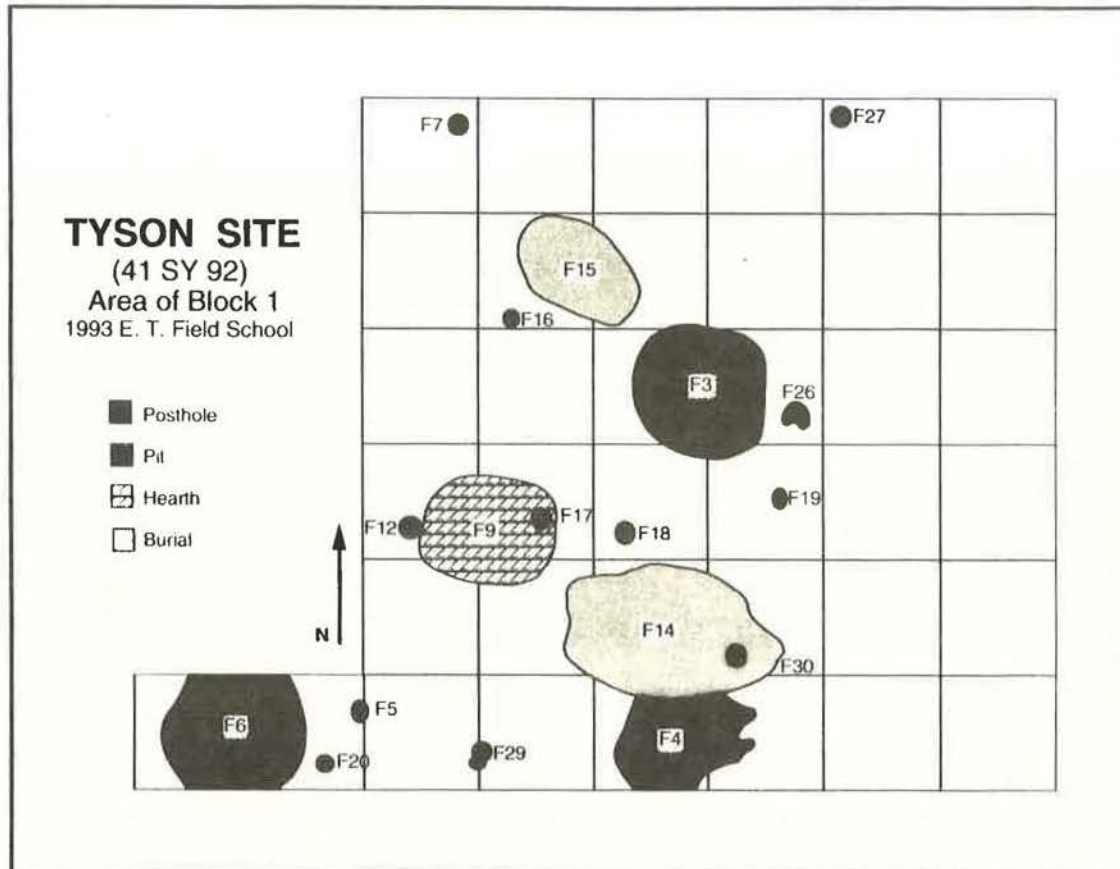 TYSON SITE
(41 SY 92)
Area of Block 1
1993 E. T. Field School
Posthole
Pit
Hearth
Burial
N
F7
F27
F15
F16
F3
F26
F19
F12
F9
F17
F18
F14
F30
F6
F5
F20
F29
F4